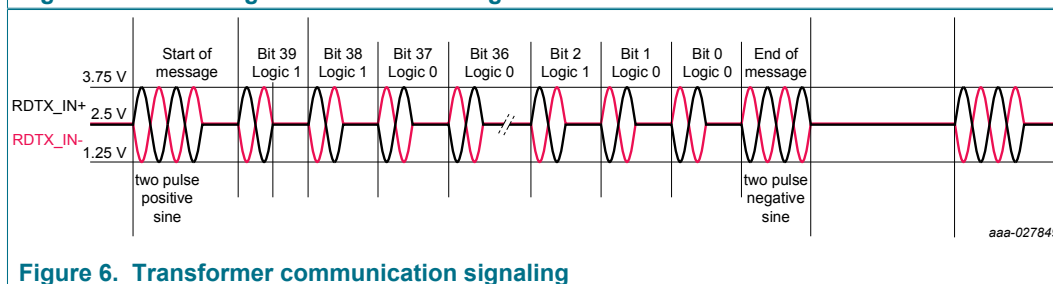 Start of
message
Bit 39
Logic 1
Bit 38
Logic 1
Bit 37
Logic 0
Bit 36
Logic 0
Bit 2
Logic 1
Bit 1
Logic 0
Bit 0
Logic 0
End of
message
3.75 V
RDTX_IN+
2.5 V
RDTX_IN-
1.25 V
two pulse
positive
sine
two pulse
negative
sine
Figure 6. Transformer communication signaling